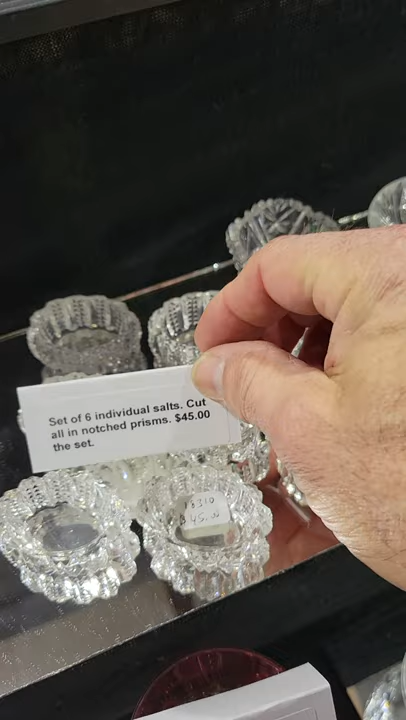 Set of 6 individual salts. Cut
all in notched prisms. $45.00
the set.